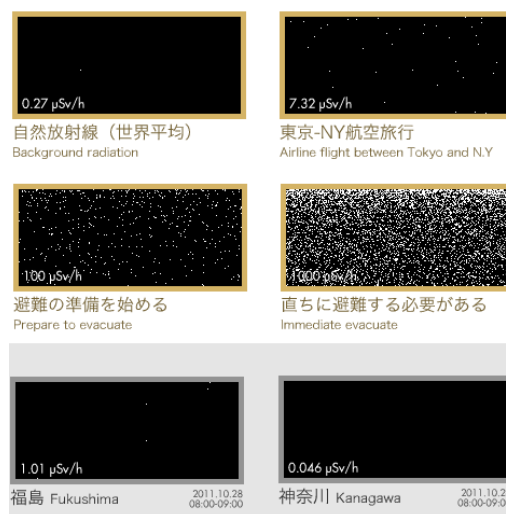 0.27 µSv/h
自然放射線（世界平均）
Background radiation
7.32 µSv/h
東京-NY航空旅行
Airline flight between Tokyo and N.Y
100 µSv/h
避難の準備を始める
Prepare to evacuate
1000 µSv/h
直ちに避難する必要がある
Immediate evacuate
1.01 µSv/h
福島 Fukushima
2011.10.28
08:00-09:00
0.046 µSv/h
神奈川 Kanagawa
2011.10.2
08:00-09:0